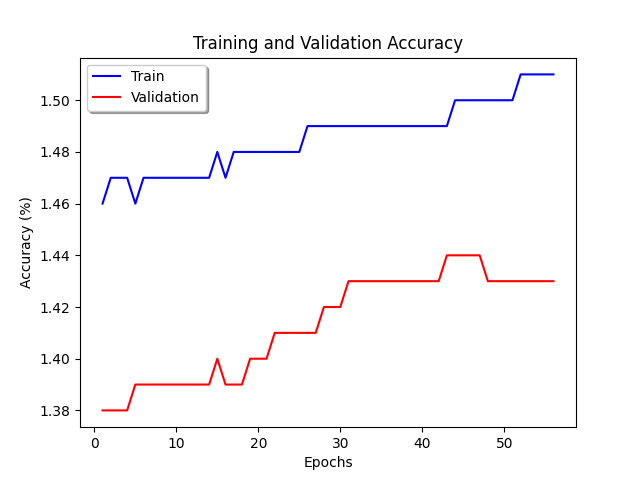 Training and Validation Accuracy
Train
Validation
Accuracy (%)
1.50
1.48
1.46
1.44
1.42
1.40
1.38
0 10 20 30 40 50
Epochs